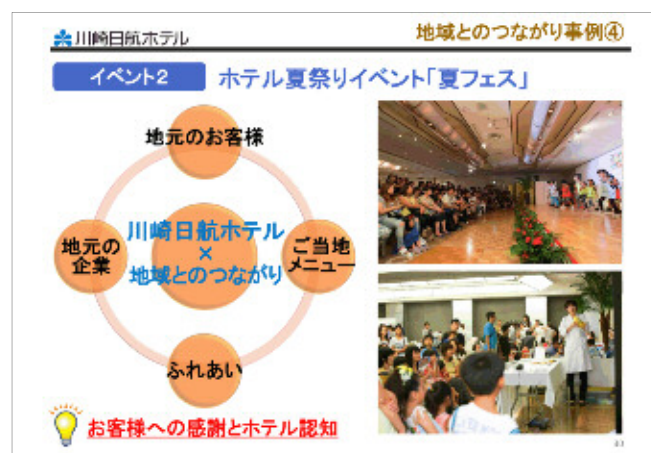 川崎日航ホテル
地域とのつながり事例④
イベント2
ホテル夏祭りイベント「夏フェス」
地元のお客様
地元の
企業
川崎日航ホテル
×
地域とのつながり
ご当地
メニュー
ふれあい
お客様への感謝とホテル認知